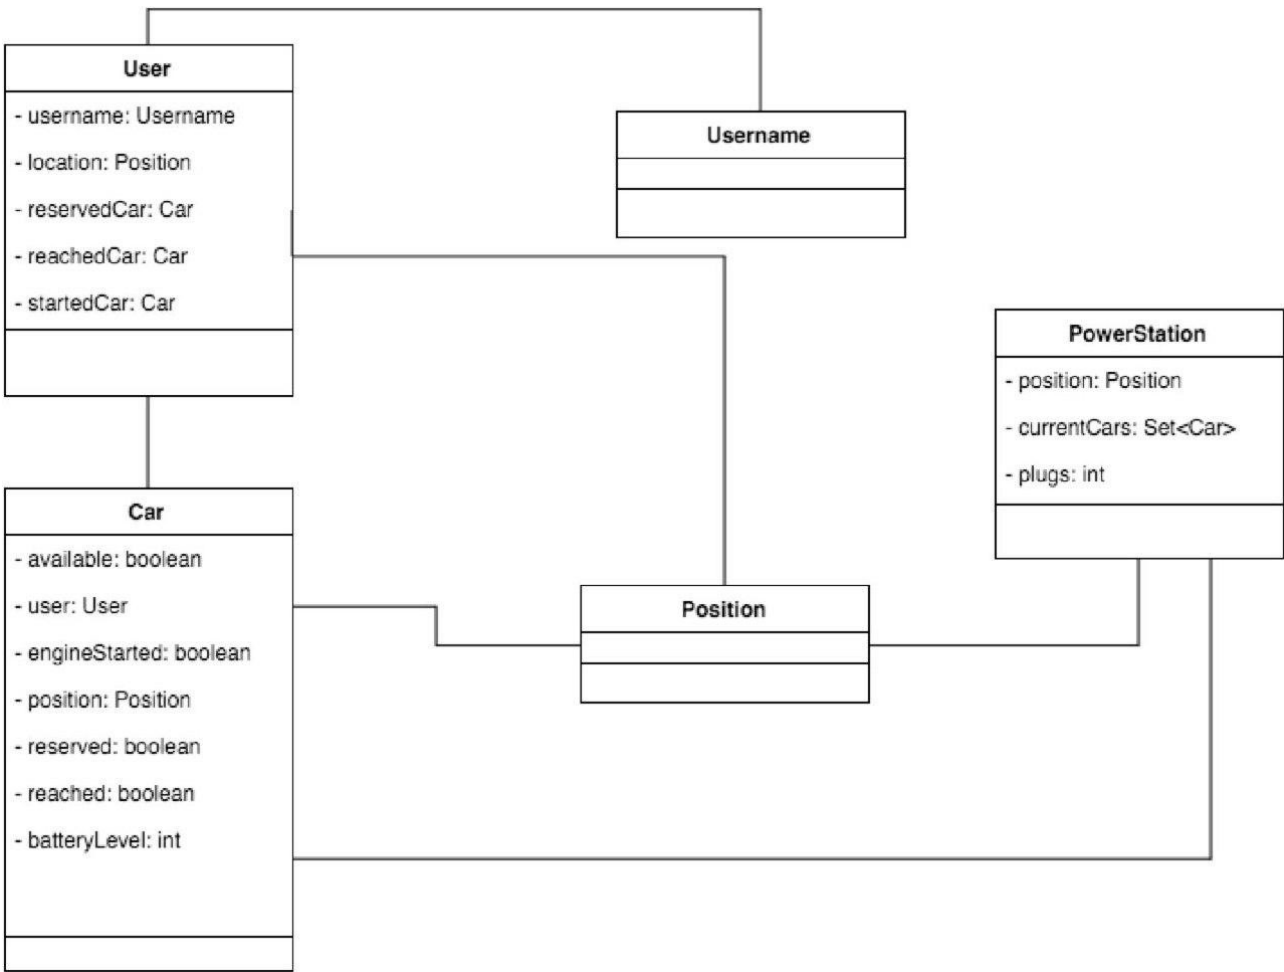 User
- username: Username
- location: Position
- reservedCar: Car
- reachedCar: Car
- startedCar: Car
Username
PowerStation
- position: Position
- currentCars: Set<Car>
- plugs: int
Car
- available: boolean
- user: User
- engineStarted: boolean
- position: Position
- reserved: boolean
- reached: boolean
- batteryLevel: int
Position